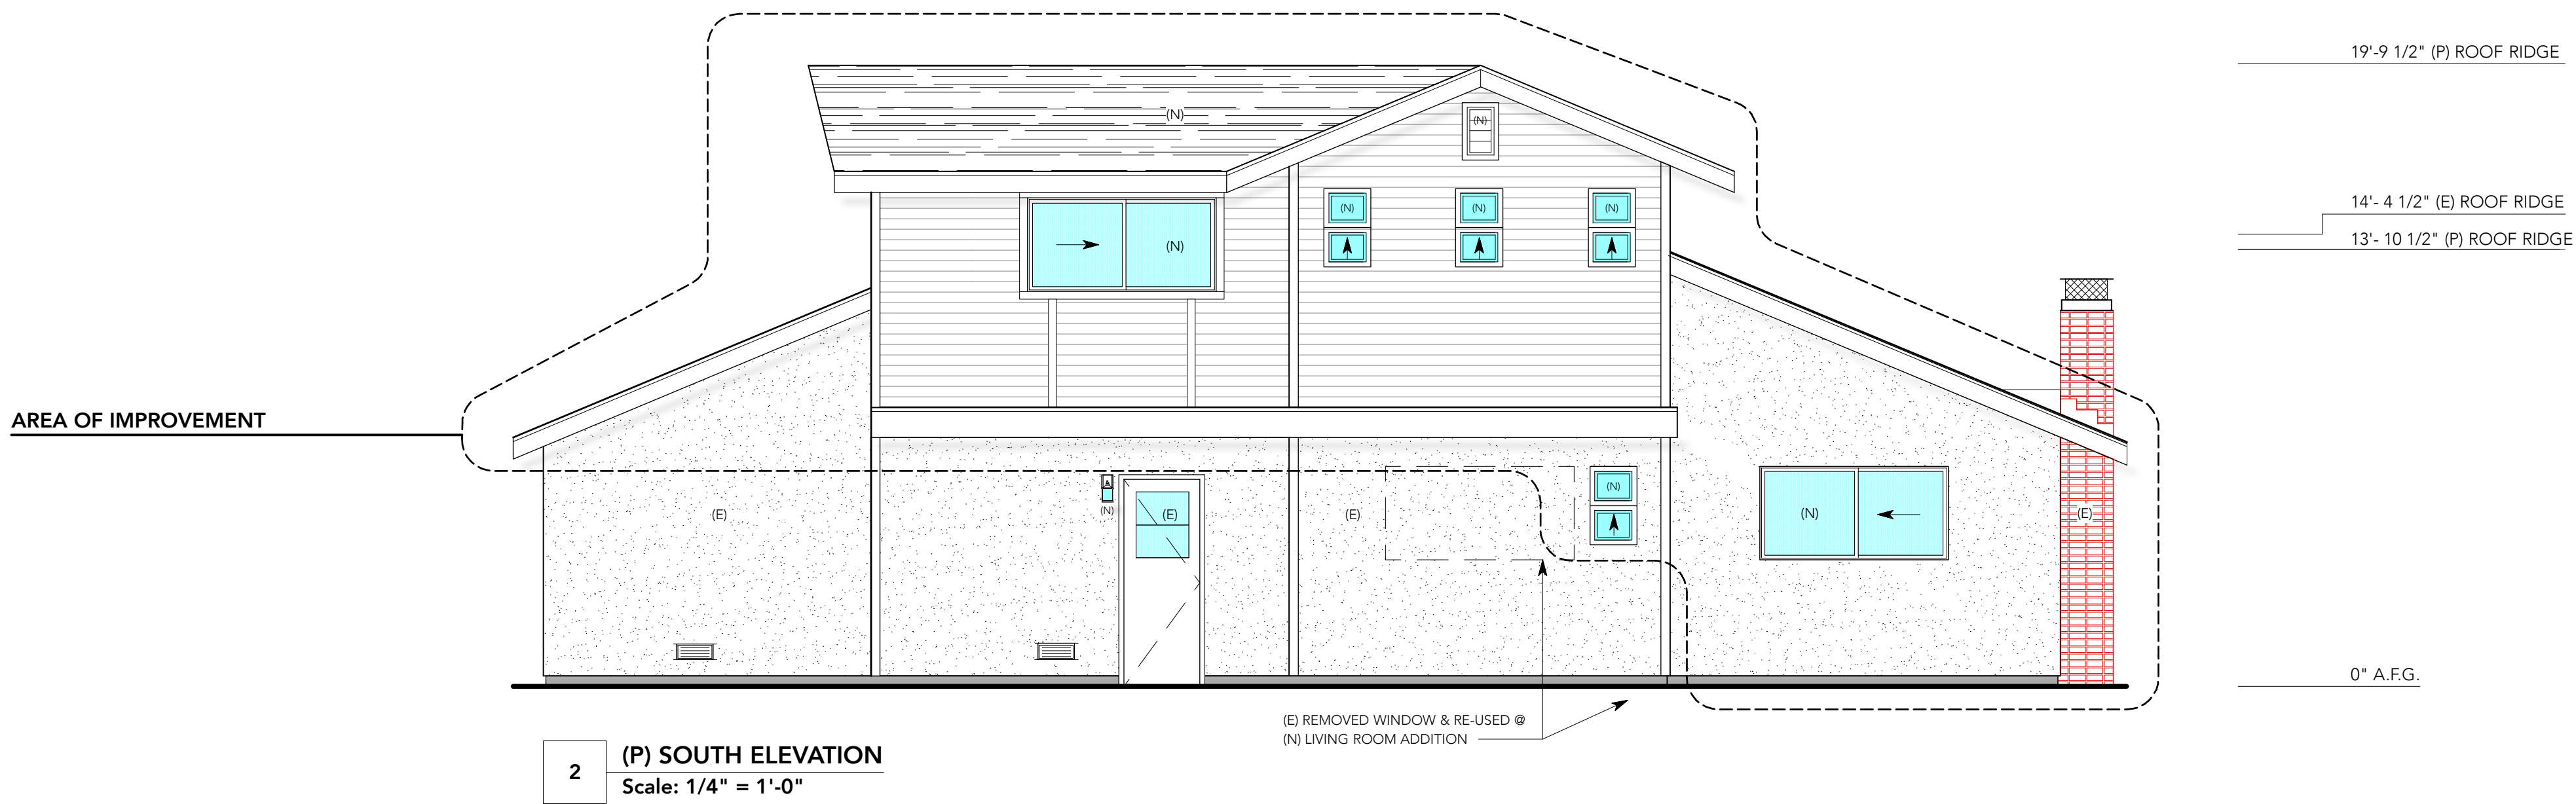 19'-9 1/2" (P) ROOF RIDGE
(N)
(N)
14'- 4 1/2" (E) ROOF RIDGE
(N)
(N)
(N)
13'- 10 1/2" (P) ROOF RIDGE
(N)
AREA OF IMPROVEMENT
(N)
(N)
(E)
(E)
(E)
(N)
(E)
0" A.F.G.
(E) REMOVED WINDOW & RE-USED @
(N) LIVING ROOM ADDITION
2
(P) SOUTH ELEVATION
Scale: 1/4" = 1'-0"